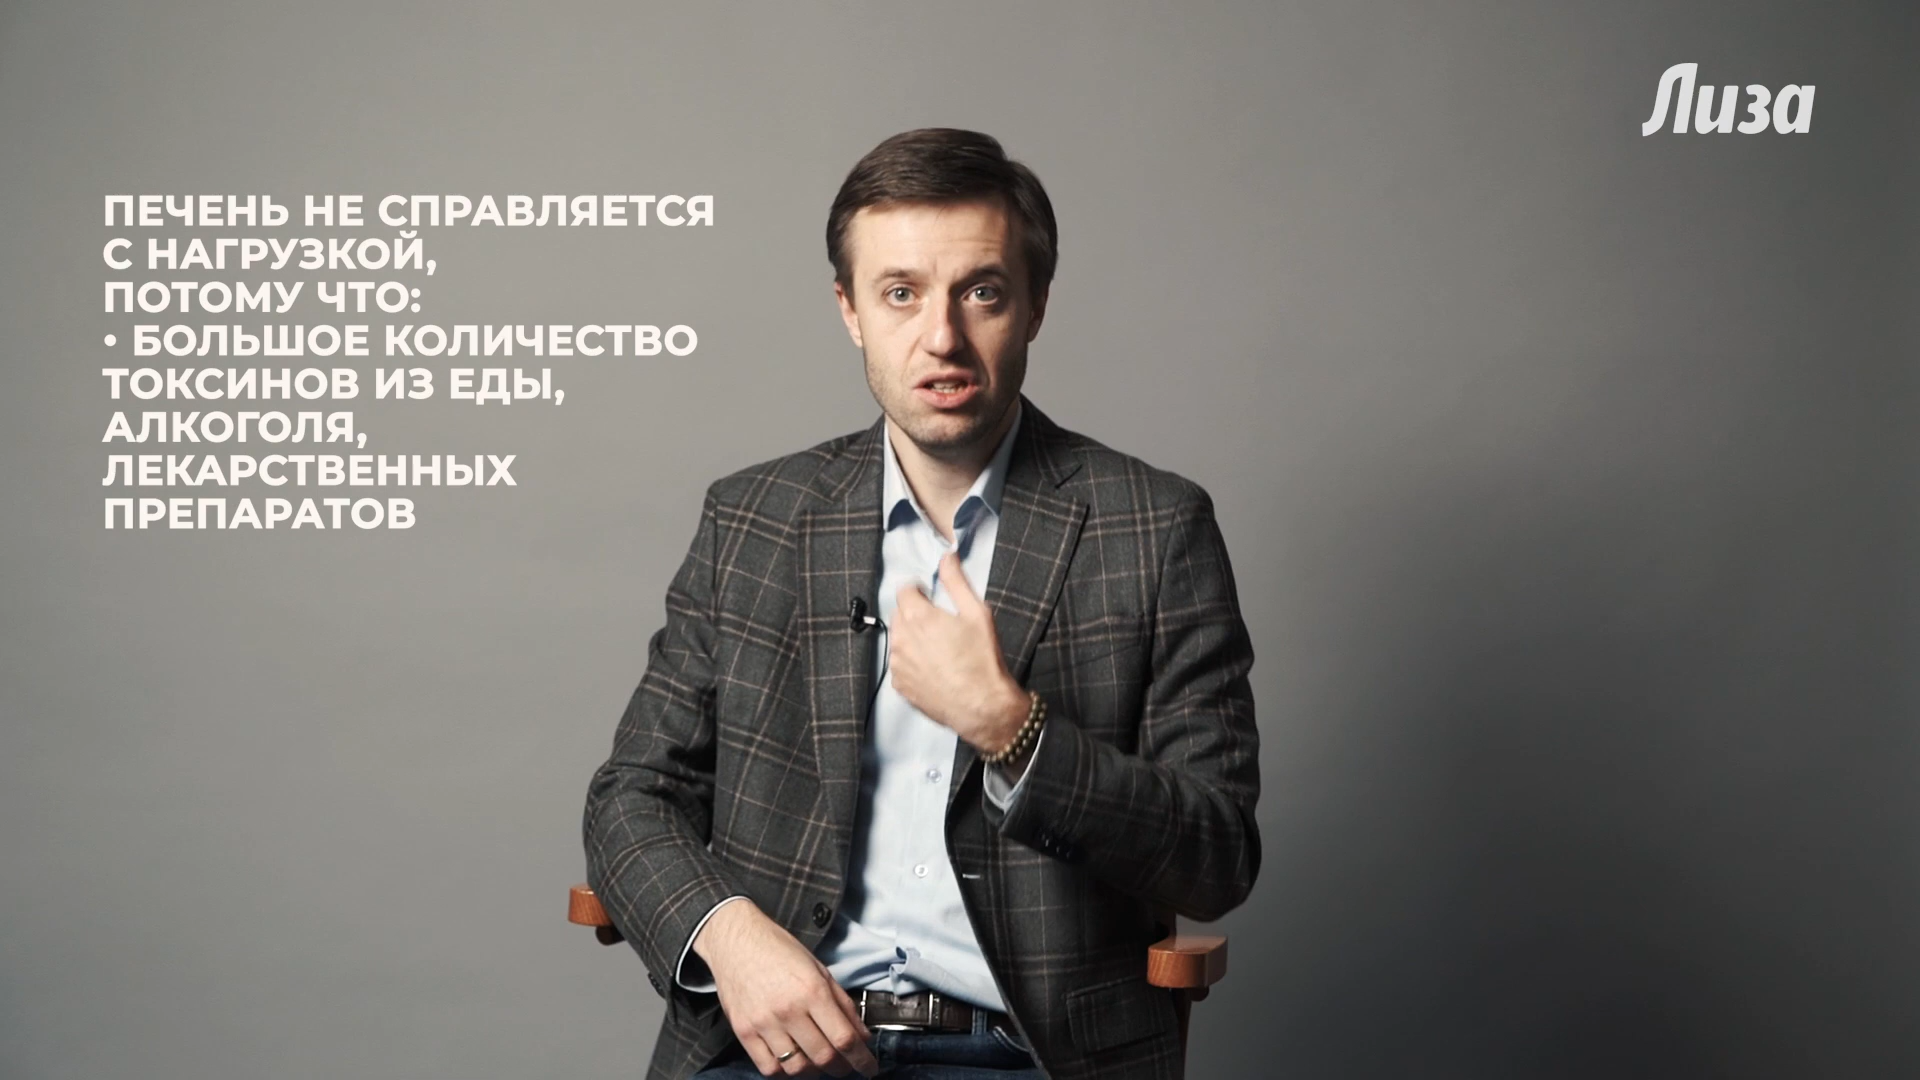 Лиза
ПЕЧЕНЬ НЕ СПРАВЛЯЕТСЯ
С НАГРУЗКОЙ,
ПОТОМУ ЧТО:
• БОЛЬШОЕ КОЛИЧЕСТВО
ТОКСИНОВ ИЗ ЕДЫ,
АЛКОГОЛЯ,
ЛЕКАРСТВЕННЫХ
ПРЕПАРАТОВ